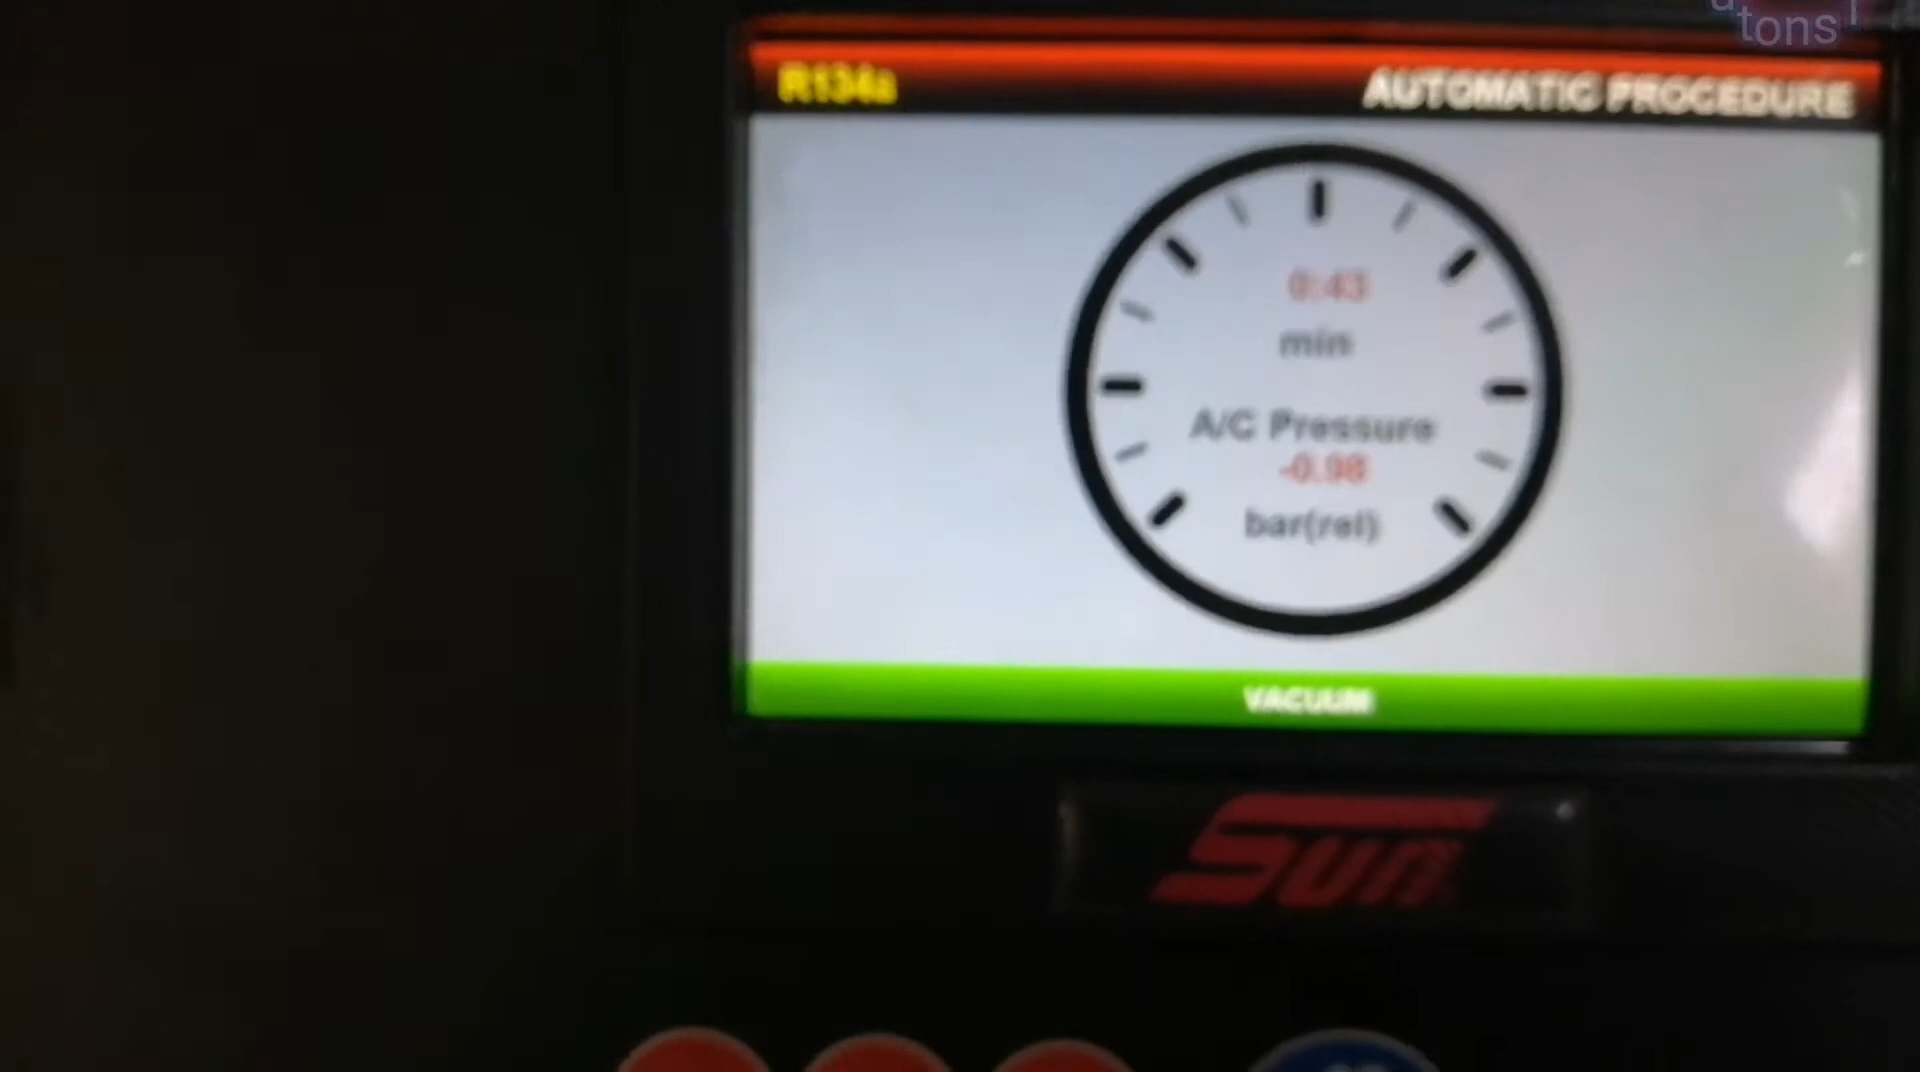 tons
R134a
AUTOMATIC PROCEDURE
0:43
min
A/C Pressure
-0.98
bar(rel)
VACUUM
Sun